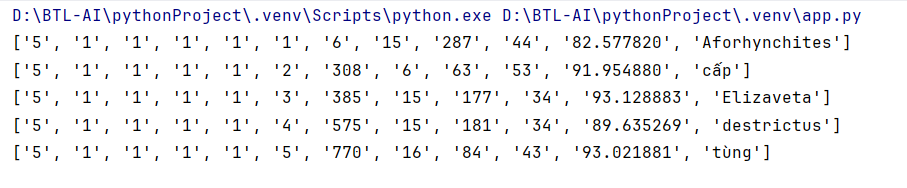 D:\BTL-AI\pythonProject\.venv\Scripts\python.exe D:\BTL-AI\pythonProject\.venv\app.py
['5', '1', '1', '1', '1', '1', '6', '15', '287', '44', '82.577820', 'Aforhynchites']
['5', '1', '1', '1', '1', '2', '308', '6', '63', '53', '91.954880', 'cấp']
['5', '1', '1', '1', '1', '3', '385', '15', '177', '34', '93.128883', 'Elizaveta']
['5', '1', '1', '1', '1', '4', '575', '15', '181', '34', '89.635269', 'destrictus']
['5', '1', '1', '1', '1', '5', '770', '16', '84', '43', '93.021881', 'tùng']